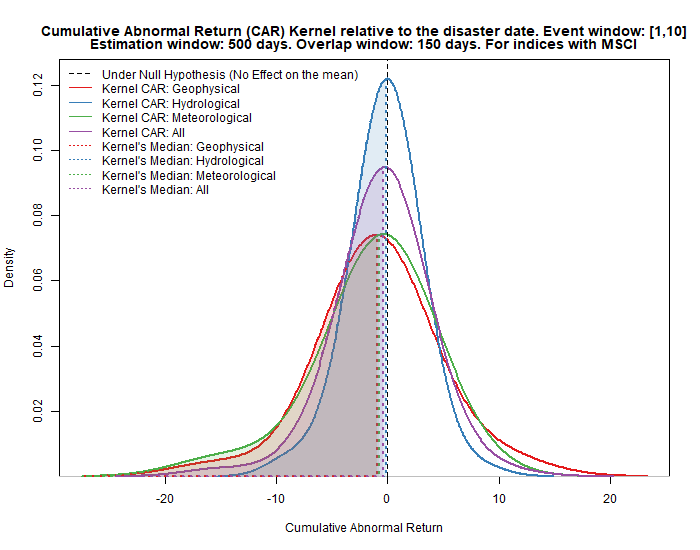 Cumulative Abnormal Return (CAR) Kernel relative to the disaster date. Event window: [1,10]
Estimation window: 500 days. Overlap window: 150 days. For indices with MSCI
Under Null Hypothesis (No Effect on the mean)
Kernel CAR: Geophysical
Kernel CAR: Hydrological
Kernel CAR: Meteorological
Kernel CAR: All
Kernel's Median: Geophysical
Kernel's Median: Hydrological
Kernel's Median: Meteorological
Kernel's Median: All
Density
0.12
0.10
0.08
0.06
0.04
0.02
-20
-10
0
10
20
Cumulative Abnormal Return